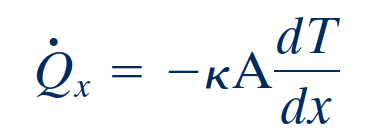 Q̇ₓ = −κA dT/dx